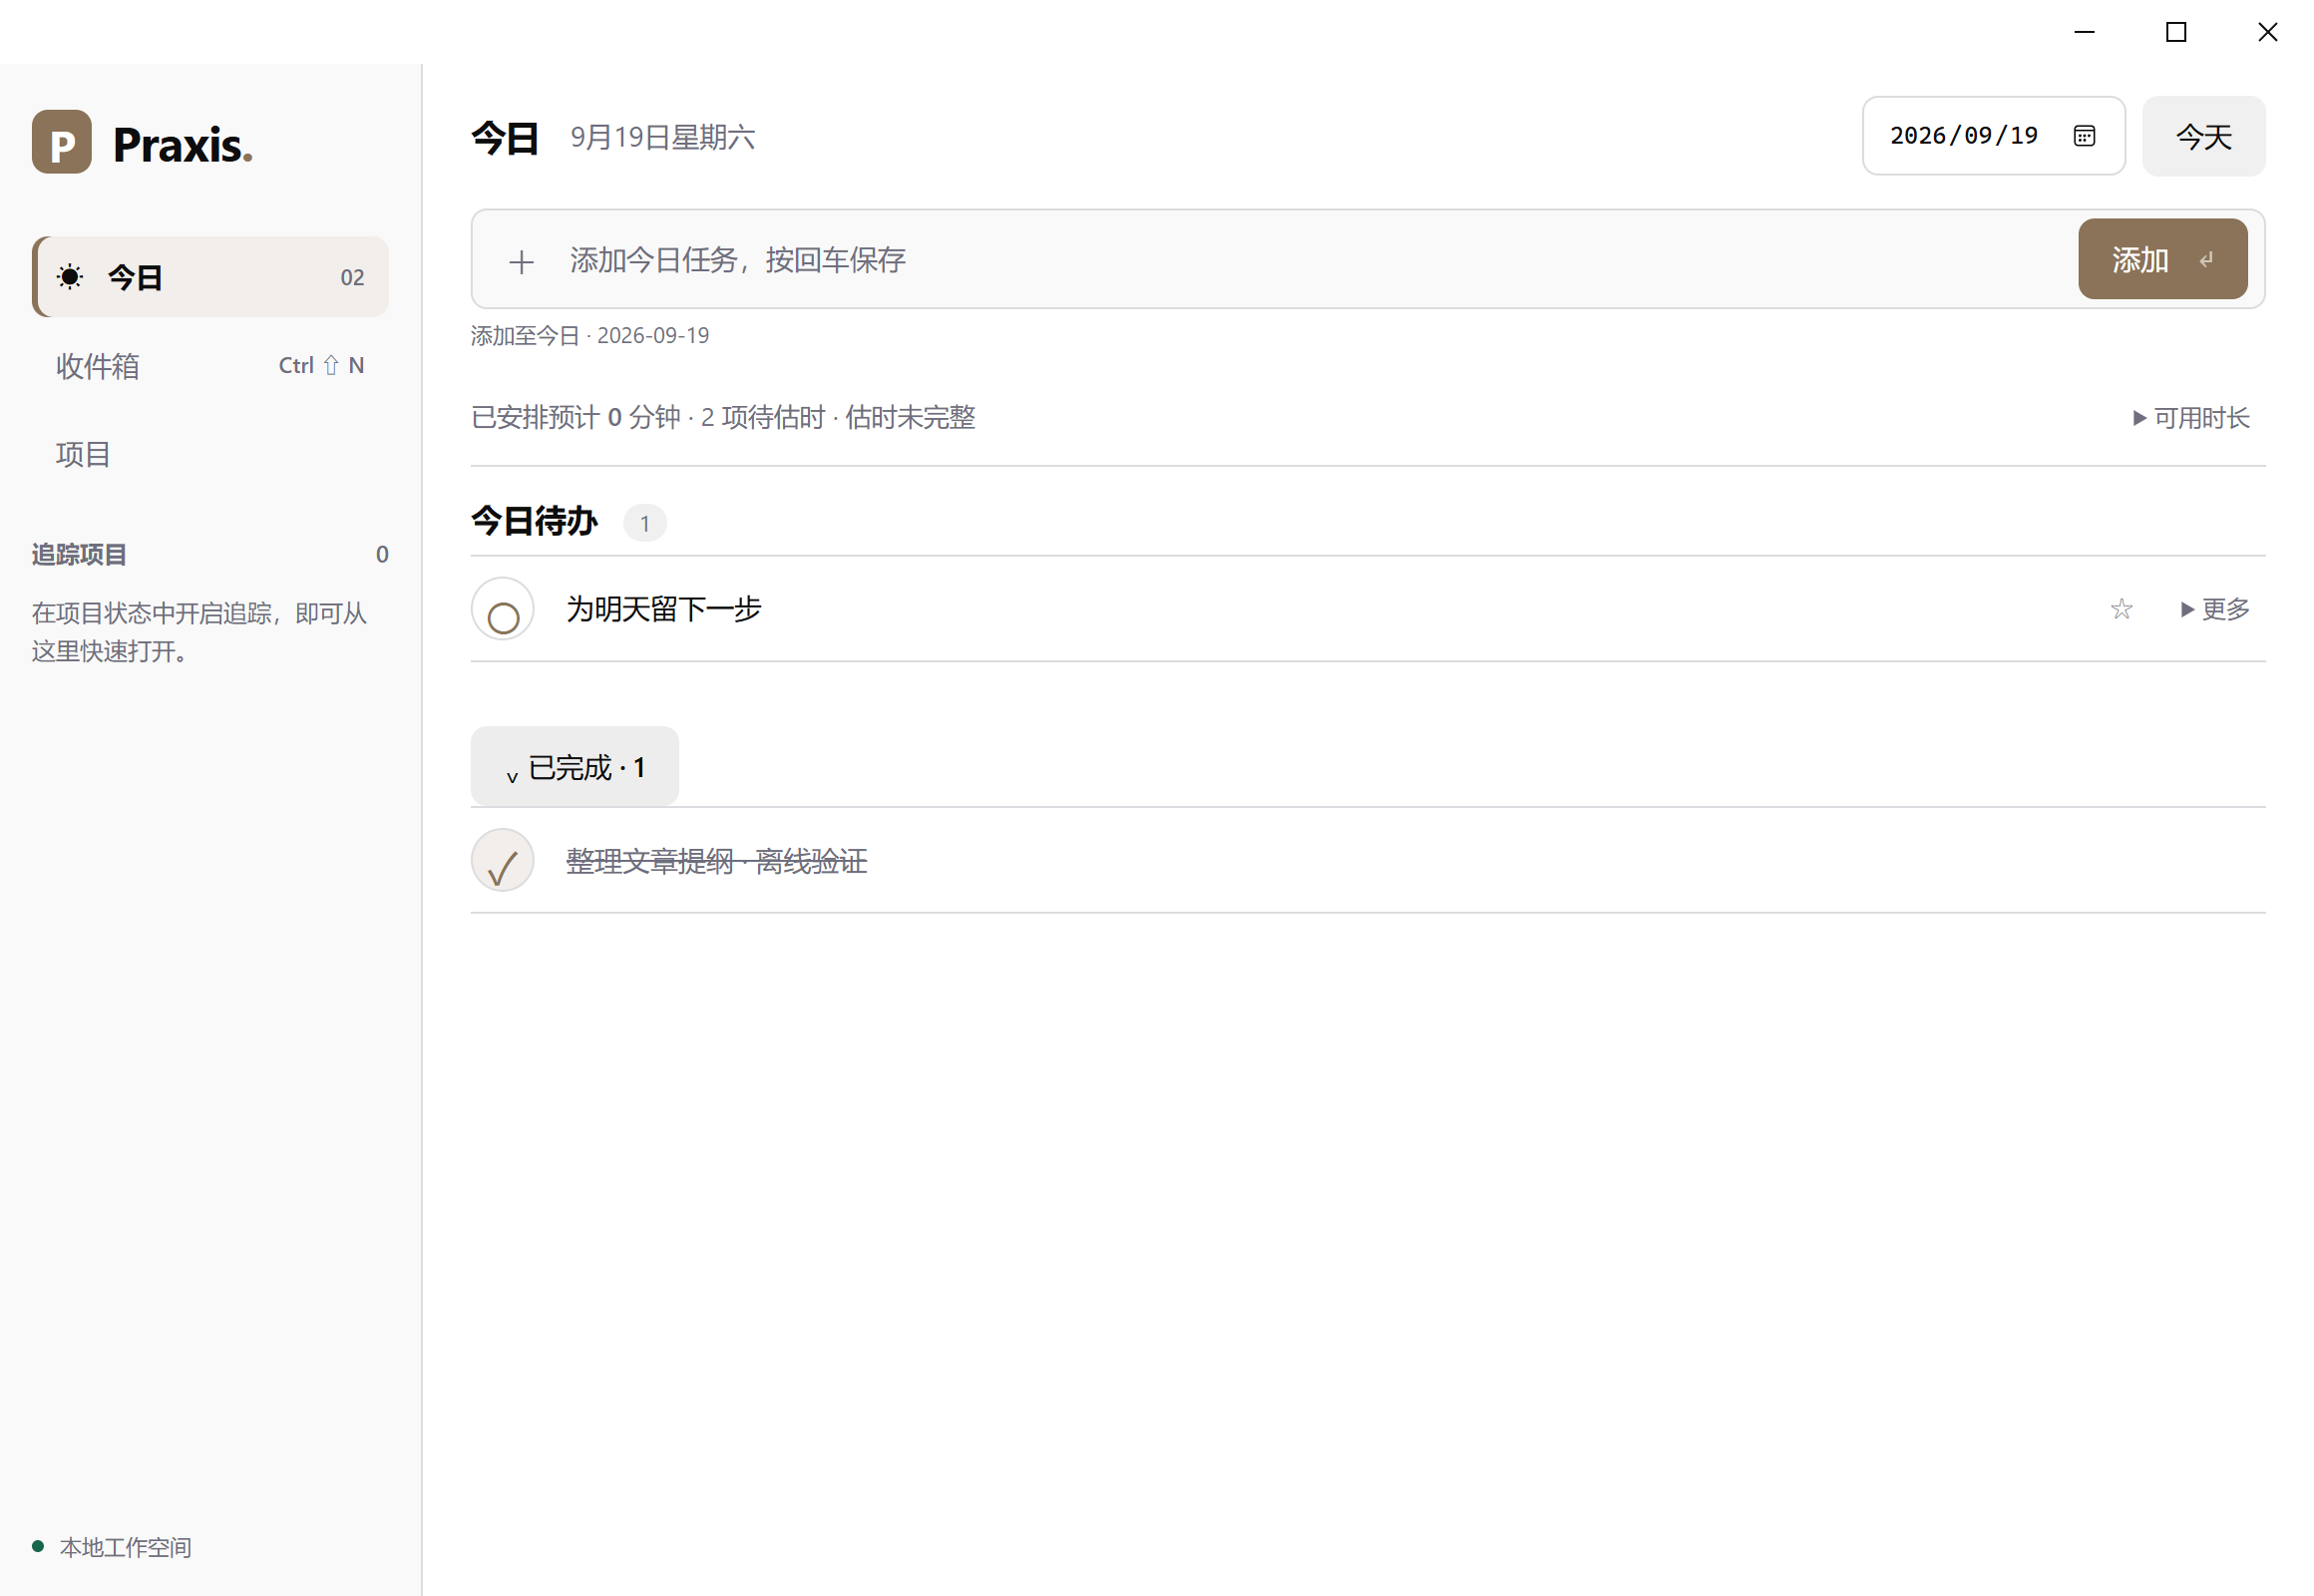 P Praxis.
今日 02
收件箱 Ctrl ⇧ N
项目
追踪项目 0
在项目状态中开启追踪，即可从
这里快速打开。
本地工作空间
今日 9月19日星期六 2026/09/19 今天
添加今日任务，按回车保存 添加 ↲
添加至今日 · 2026-09-19
已安排预计 0 分钟 · 2 项待估时 · 估时未完整 ▶ 可用时长
今日待办 1
为明天留下一步 ☆ ▶ 更多
˅ 已完成 · 1
整理文章提纲 · 离线验证